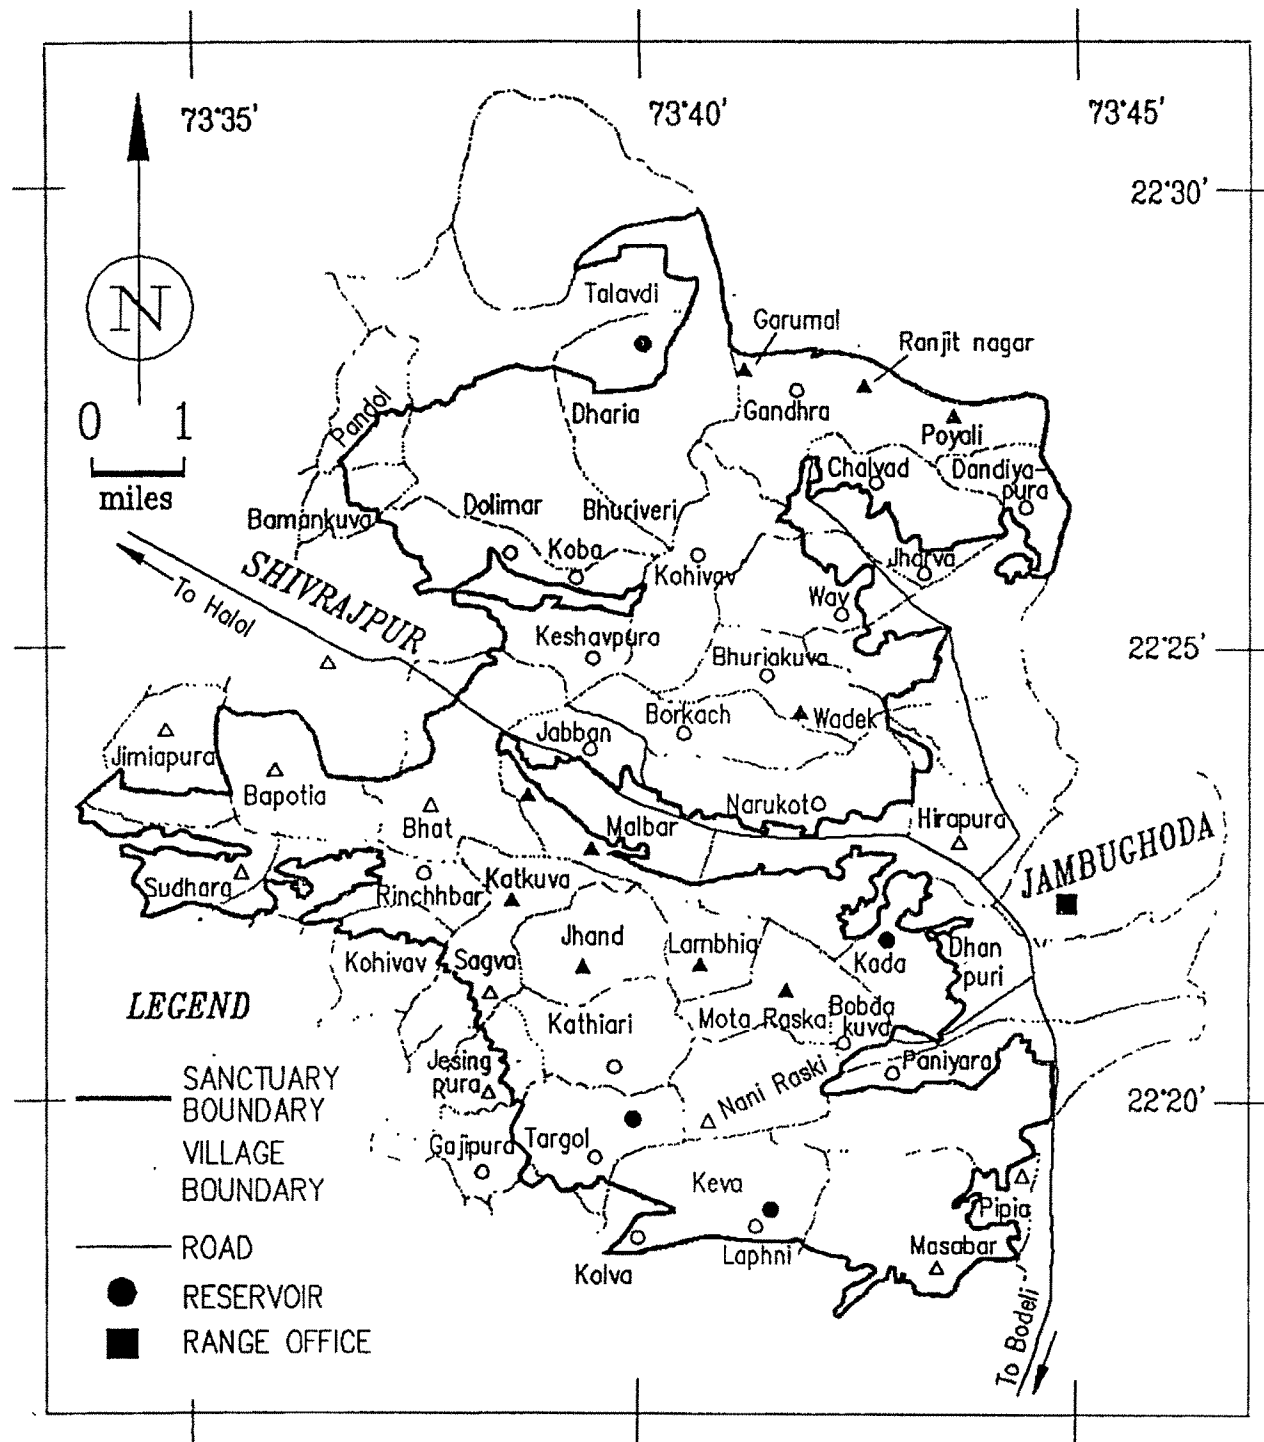 73°35'
73°40'
73°45'
22°30'
N
Talavdi
Garumal
Ranjit nagar
0 1
miles
Pandol
Dharia
Gandhra
Poyali
Chalvad
Dandiya-
pura
Dolimar
Bhuriveri
Bamankuva
Koba
Kohivav
Jharva
SHIVRAJPUR
To Halol
Wav
Keshavpura
22°25'
Bhuriakuva
Borkach
Wadek
Jabban
Jimiapura
Bapotia
Narukot
Hirapura
Bhat
Malbar
JAMBUGHODA
Sudhara
Rinchhbar
Katkuva
Jhand
Lambhia
Kohivav
Sagva
Kada
Dhan
puri
LEGEND
Kathiari
Mota Raska
Bobda
kuva
Jesing
pura
Nani Raski
Paniyara
SANCTUARY
BOUNDARY
22°20'
VILLAGE
BOUNDARY
Gajipura
Targol
Keva
Pipia
ROAD
Laphni
Masabar
Kolva
RESERVOIR
RANGE OFFICE
To Bodeli